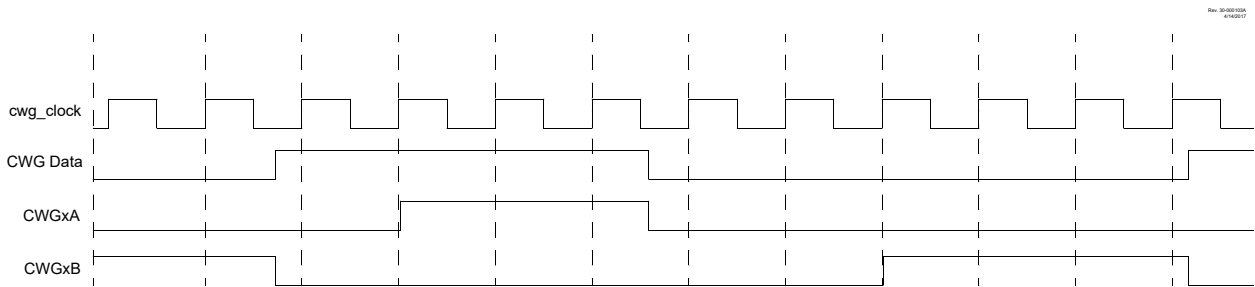 Rev. 30-000103A
4/14/2017
cwg_clock
CWG Data
CWGxA
CWGxB